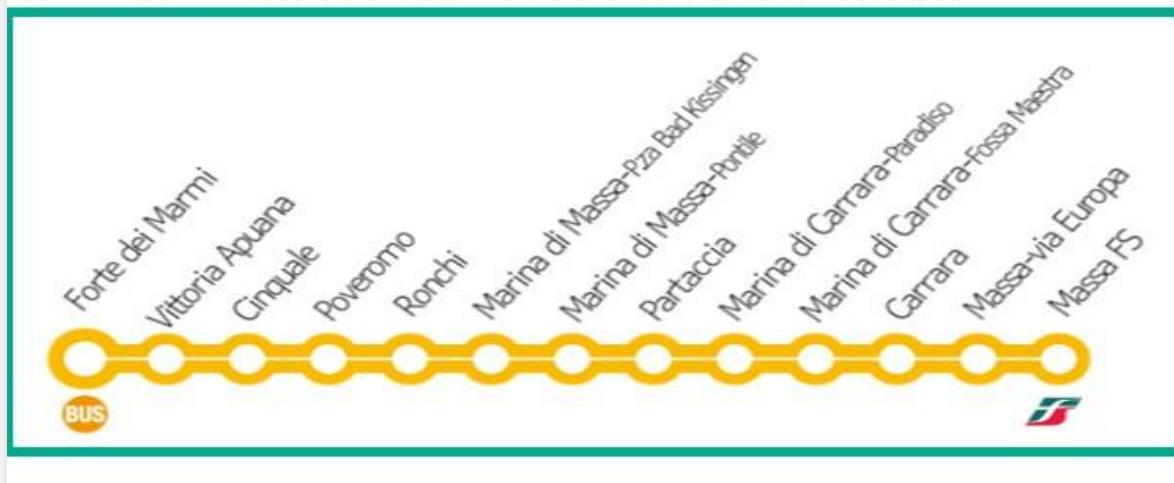 Forte dei Marmi
Vittoria Apuana
Cinquale
Poveromo
Ronchi
Marina di Massa-P.za Bad Kissingen
Marina di Massa-Pontile
Partaccia
Marina di Carrara-Paradiso
Marina di Carrara-Fossa Maestra
Carrara
Massa-via Europa
Massa FS
BUS